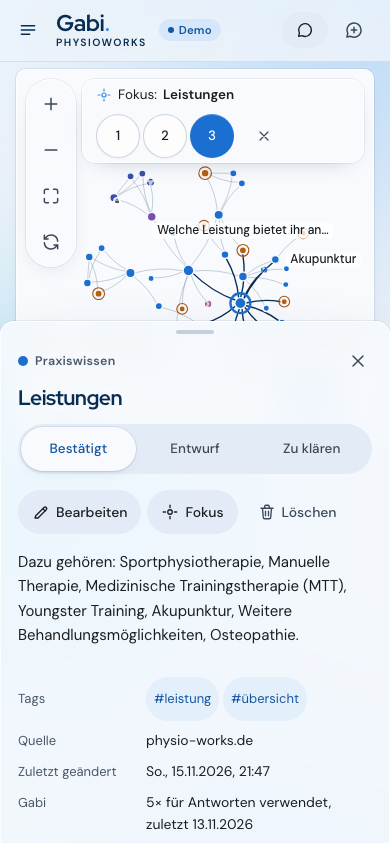 Gabi.
PHYSIOWORKS
Demo
Fokus: Leistungen
1 2 3
Welche Leistung bietet ihr an…
Akupunktur
Praxiswissen
Leistungen
Bestätigt Entwurf Zu klären
Bearbeiten Fokus Löschen
Dazu gehören: Sportphysiotherapie, Manuelle
Therapie, Medizinische Trainingstherapie (MTT),
Youngster Training, Akupunktur, Weitere
Behandlungsmöglichkeiten, Osteopathie.
Tags #leistung #übersicht
Quelle physio-works.de
Zuletzt geändert So., 15.11.2026, 21:47
Gabi 5× für Antworten verwendet,
zuletzt 13.11.2026